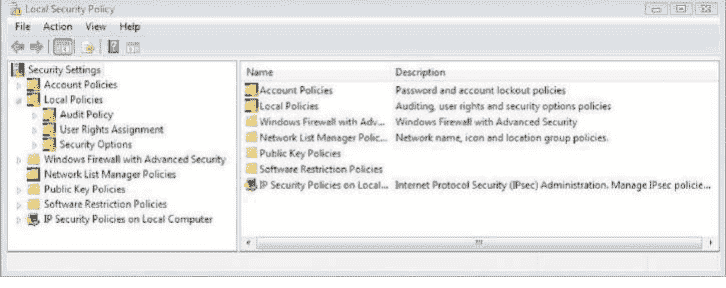 Local Security Policy
File Action View Help
Security Settings
Account Policies
Local Policies
Audit Policy
User Rights Assignment
Security Options
Windows Firewall with Advanced Security
Network List Manager Policies
Public Key Policies
Software Restriction Policies
IP Security Policies on Local Computer
Name Description
Account Policies Password and account lockout policies
Local Policies Auditing, user rights and security options policies
Windows Firewall with Adv... Windows Firewall with Advanced Security
Network List Manager Polic... Network name, icon and location group policies.
Public Key Policies
Software Restriction Policies
IP Security Policies on Local... Internet Protocol Security (IPsec) Administration. Manage IPsec policie...